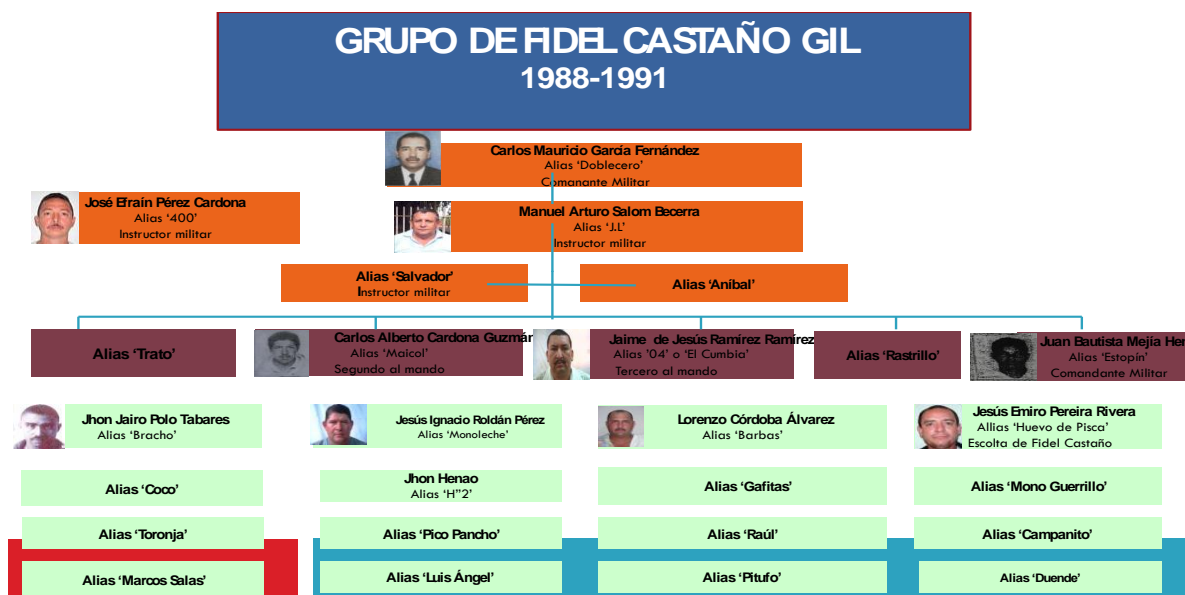 GRUPO DE FIDEL CASTAÑO GIL
1988-1991
Carlos Mauricio García Fernández
Alias ‘Doblecero’
Comanante Militar
José Efraín Pérez Cardona
Alias ‘400’
Instructor militar
Manuel Arturo Salom Becerra
Alias ‘J.L’
Instructor militar
Alias ‘Salvador’
Instructor militar
Alias ‘Aníbal’
Alias ‘Trato’
Carlos Alberto Cardona Guzmán
Alias ‘Maicol’
Segundo al mando
Jaime de Jesús Ramírez Ramírez
Alias ’04’ o ‘El Cumbia’
Tercero al mando
Alias ‘Rastrillo’
Juan Bautista Mejía Hen
Alias ‘Estopín’
Comandante Militar
Jhon Jairo Polo Tabares
Alias ‘Bracho’
Jesús Ignacio Roldán Pérez
Alias ‘Monoleche’
Lorenzo Córdoba Álvarez
Alias ‘Barbas’
Jesús Emiro Pereira Rivera
Allias ‘Huevo de Pisca’
Escolta de Fidel Castaño
Alias ‘Coco’
Jhon Henao
Alias ‘H”2’
Alias ‘Gafitas’
Alias ‘Mono Guerrillo’
Alias ‘Toronja’
Alias ‘Pico Pancho’
Alias ‘Raúl’
Alias ‘Campanito’
Alias ‘Marcos Salas’
Alias ‘Luis Ángel’
Alias ‘Pitufo’
Alias ‘Duende’